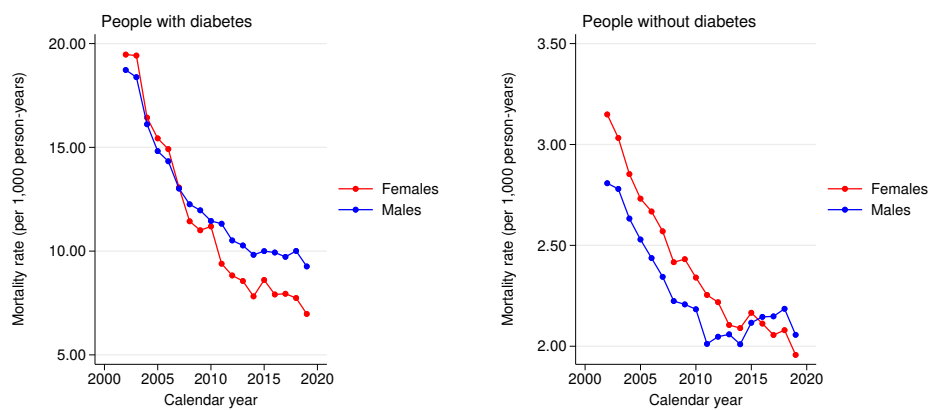 People with diabetes
20.00
15.00
10.00
5.00
Mortality rate (per 1,000 person-years)
2000 2005 2010 2015 2020
Calendar year
Females
Males
People without diabetes
3.50
3.00
2.50
2.00
Mortality rate (per 1,000 person-years)
2000 2005 2010 2015 2020
Calendar year
Females
Males